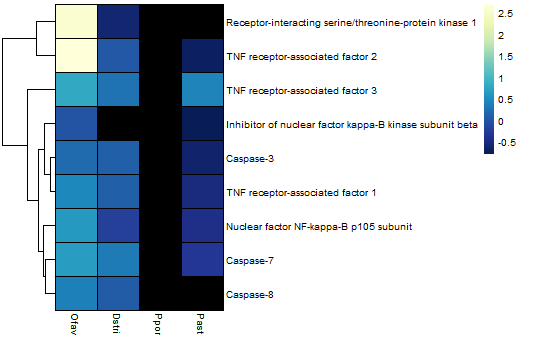 Receptor-interacting serine/threonine-protein kinase 1
TNF receptor-associated factor 2
TNF receptor-associated factor 3
Inhibitor of nuclear factor kappa-B kinase subunit beta
Caspase-3
TNF receptor-associated factor 1
Nuclear factor NF-kappa-B p105 subunit
Caspase-7
Caspase-8
Ofav
Dstri
Ppor
Past
2.5
2
1.5
1
0.5
0
-0.5